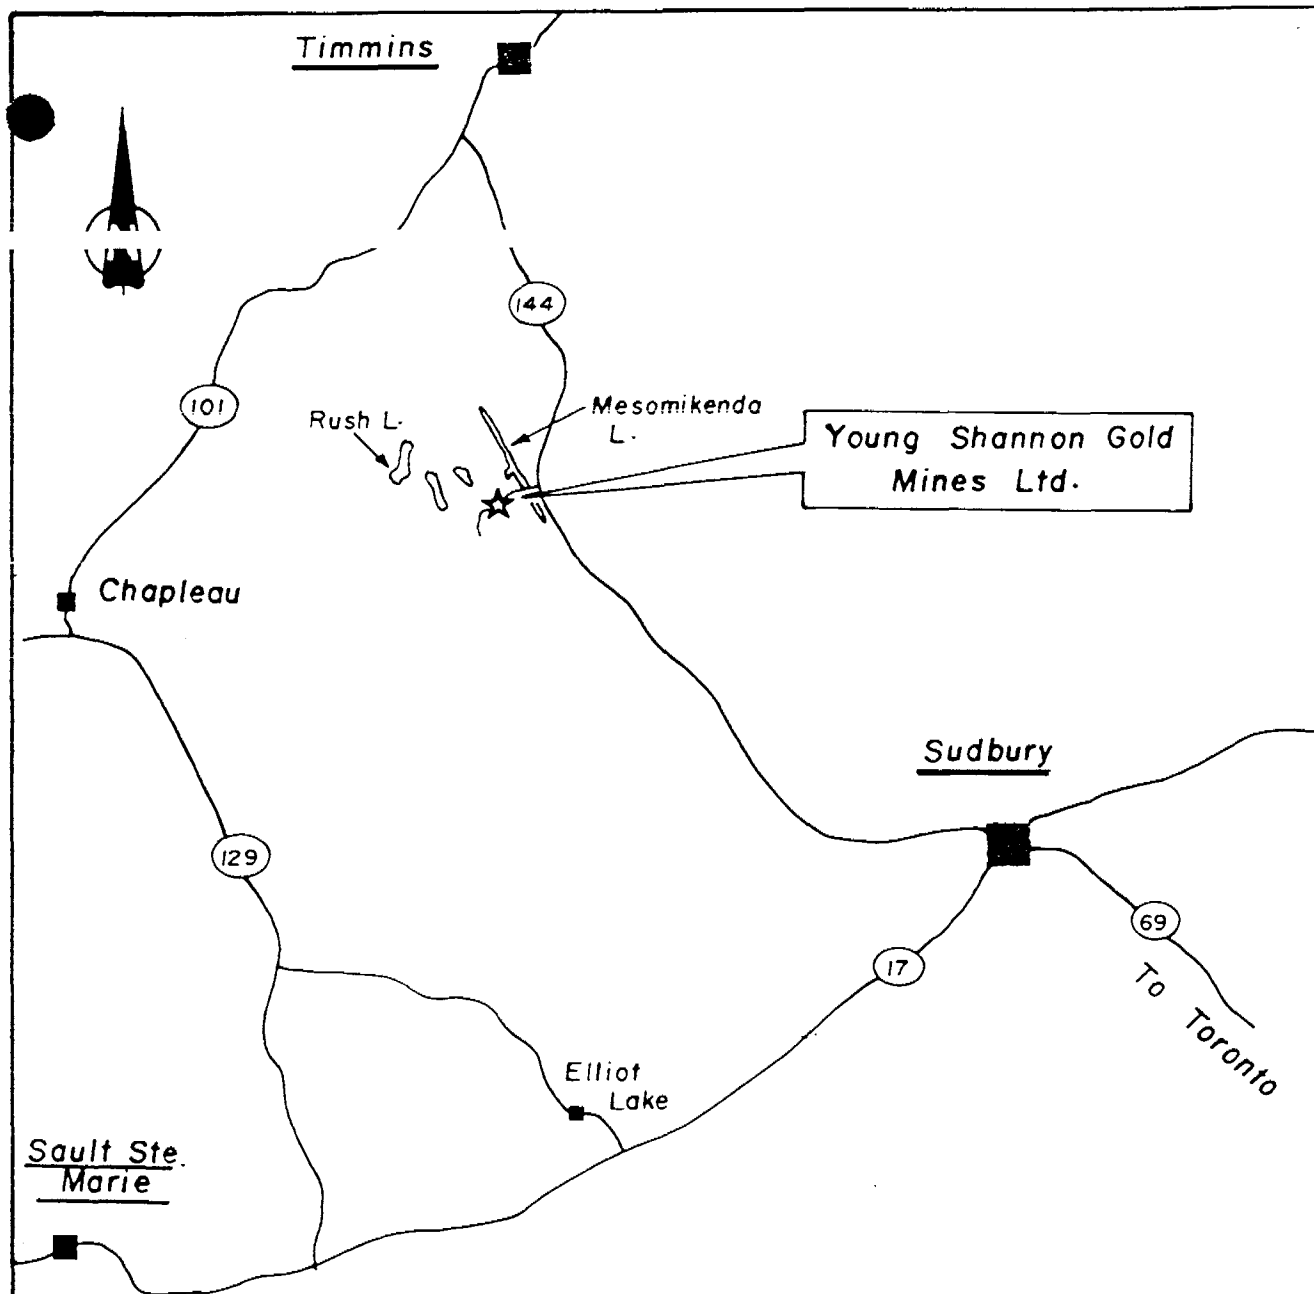 Timmins
N
144
101
Rush L.
Mesomikenda
L.
Young Shannon Gold
Mines Ltd.
Chapleau
Sudbury
129
69
17
To Toronto
Elliot
Lake
Sault Ste.
Marie